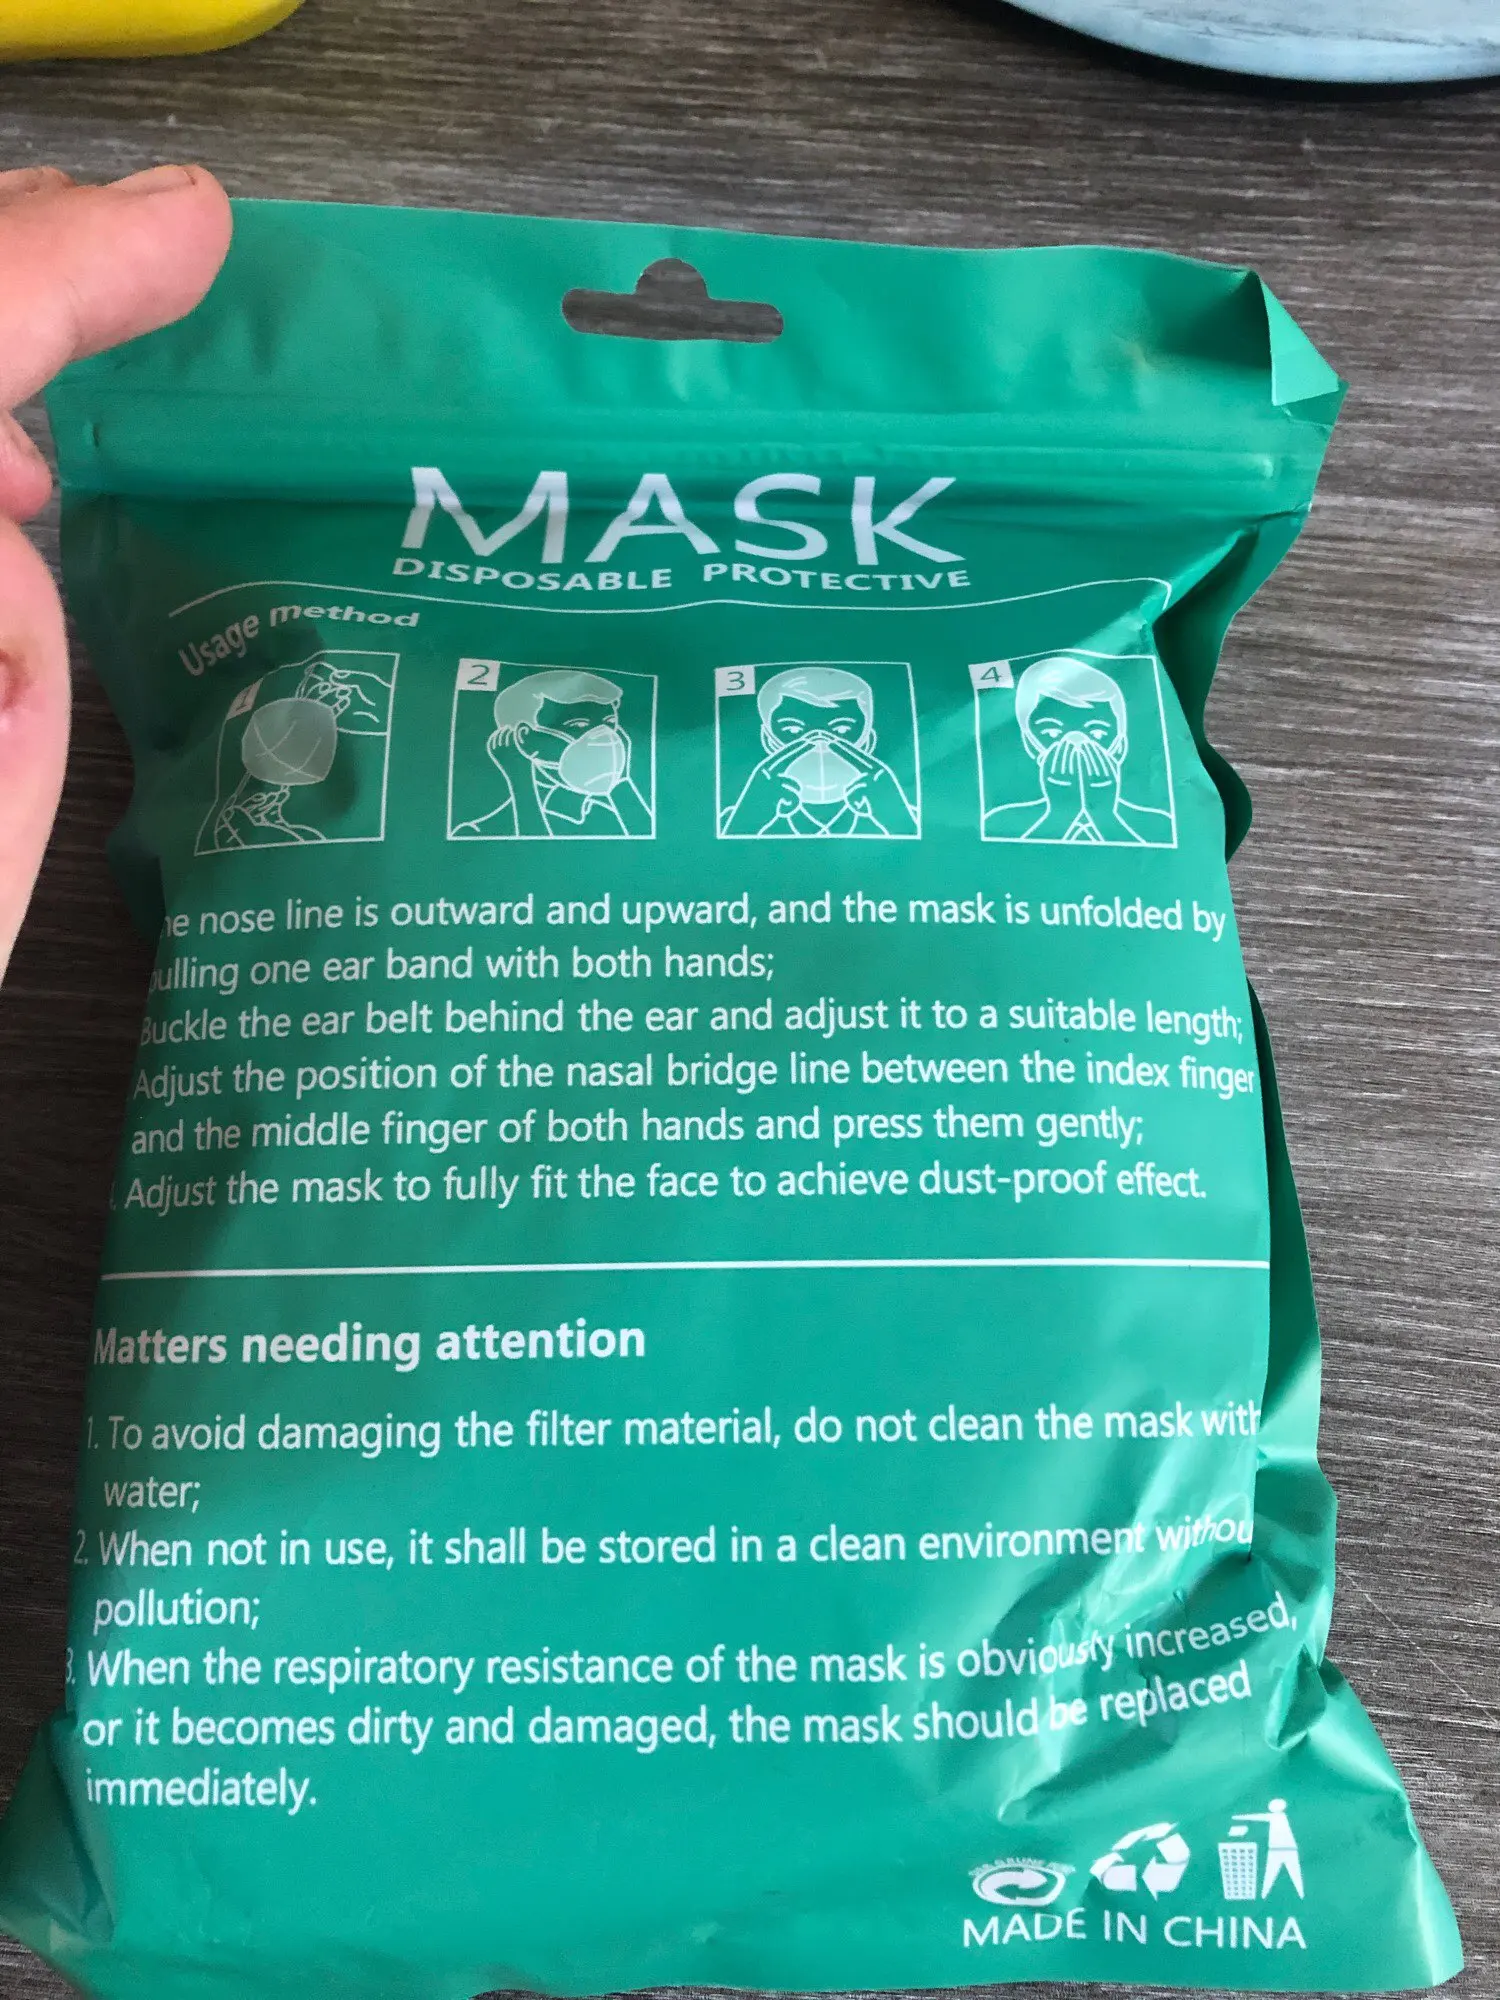 MASK
DISPOSABLE PROTECTIVE
Usage method
1
2
3
4
nose line is outward and upward, and the mask is unfolded by
one ear band with both hands;
Buckle the ear belt behind the ear and adjust it to a suitable length;
Adjust the position of the nasal bridge line between the index finger
and the middle finger of both hands and press them gently;
Adjust the mask to fully fit the face to achieve dust-proof effect.
Matters needing attention
1. To avoid damaging the filter material, do not clean the mask with
water;
2. When not in use, it shall be stored in a clean environment withou
pollution;
3. When the respiratory resistance of the mask is obviously increased,
or it becomes dirty and damaged, the mask should be replaced
immediately.
MADE IN CHINA